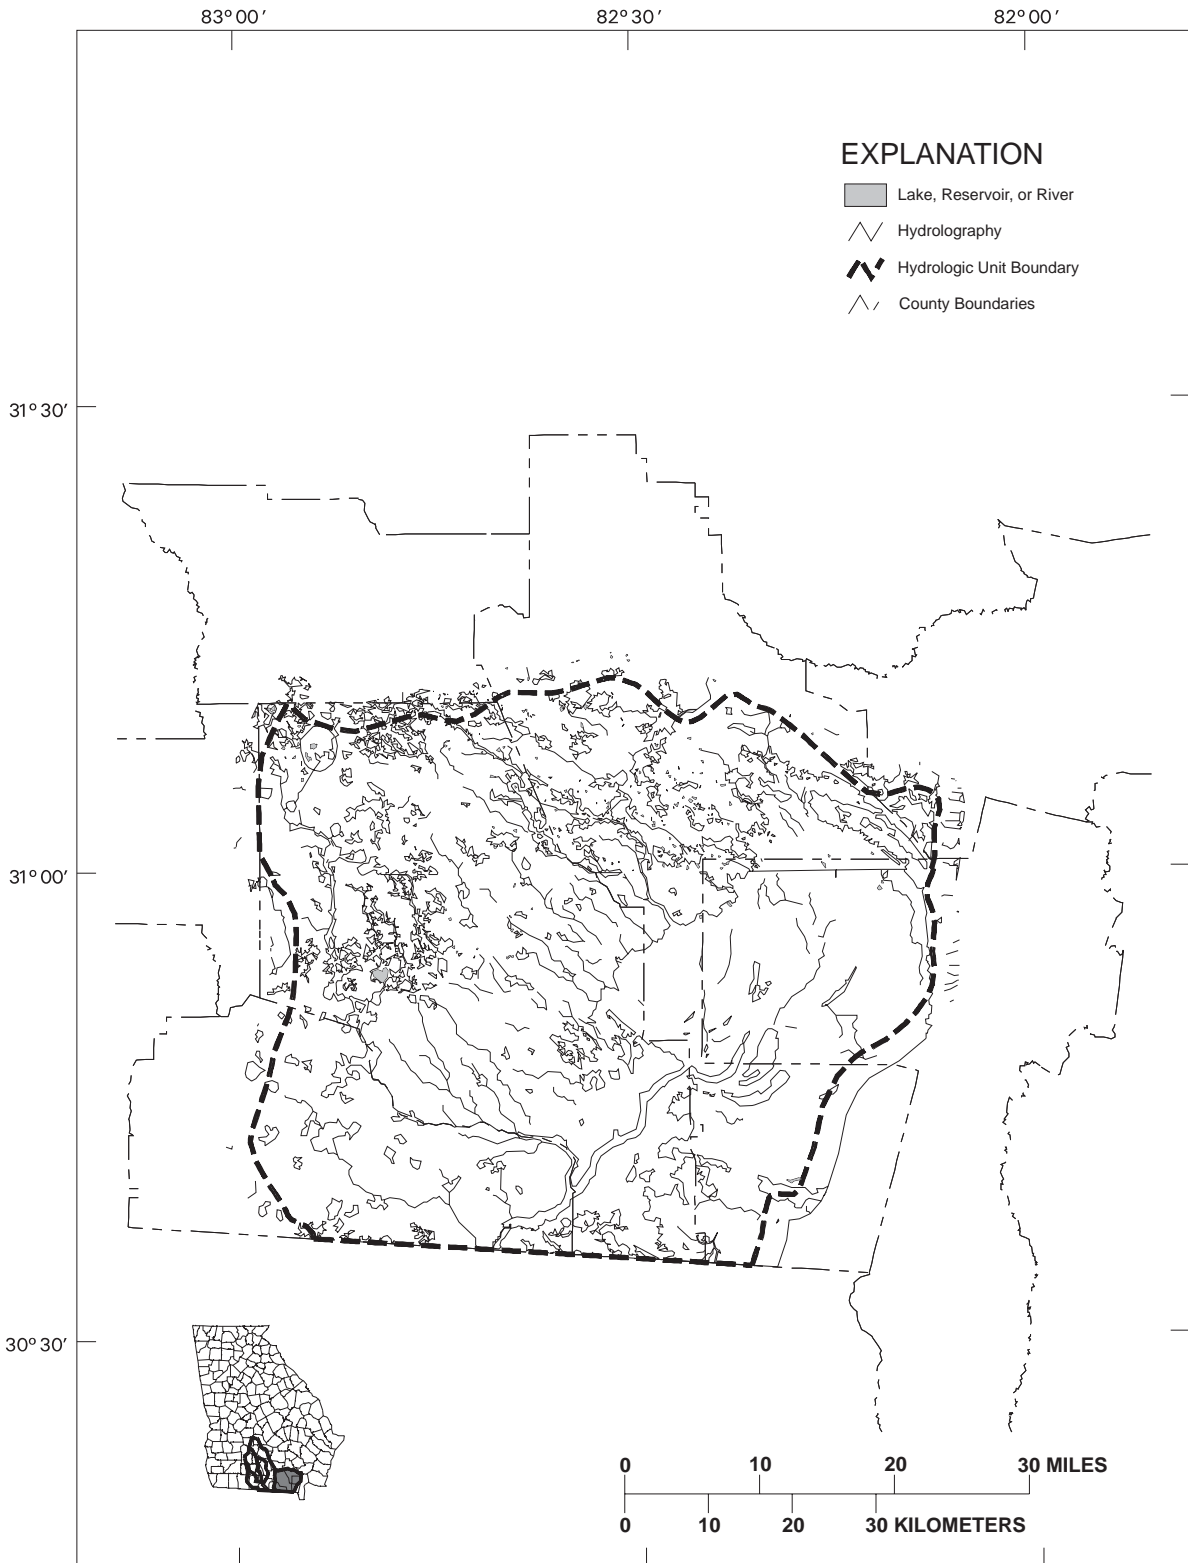 83° 00'
82° 30'
82° 00'
EXPLANATION
Lake, Reservoir, or River
Hydrolography
Hydrologic Unit Boundary
County Boundaries
31° 30'
31° 00'
30° 30'
0 10 20 30 MILES
0 10 20 30 KILOMETERS